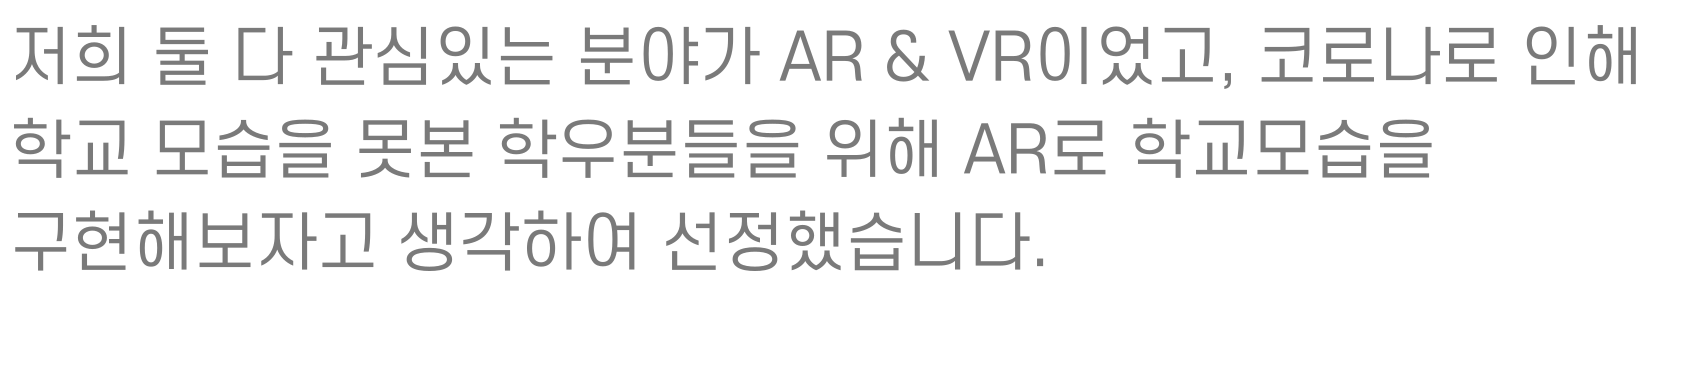 저희 둘 다 관심있는 분야가 AR & VR이었고, 코로나로 인해
학교 모습을 못본 학우분들을 위해 AR로 학교모습을
구현해보자고 생각하여 선정했습니다.